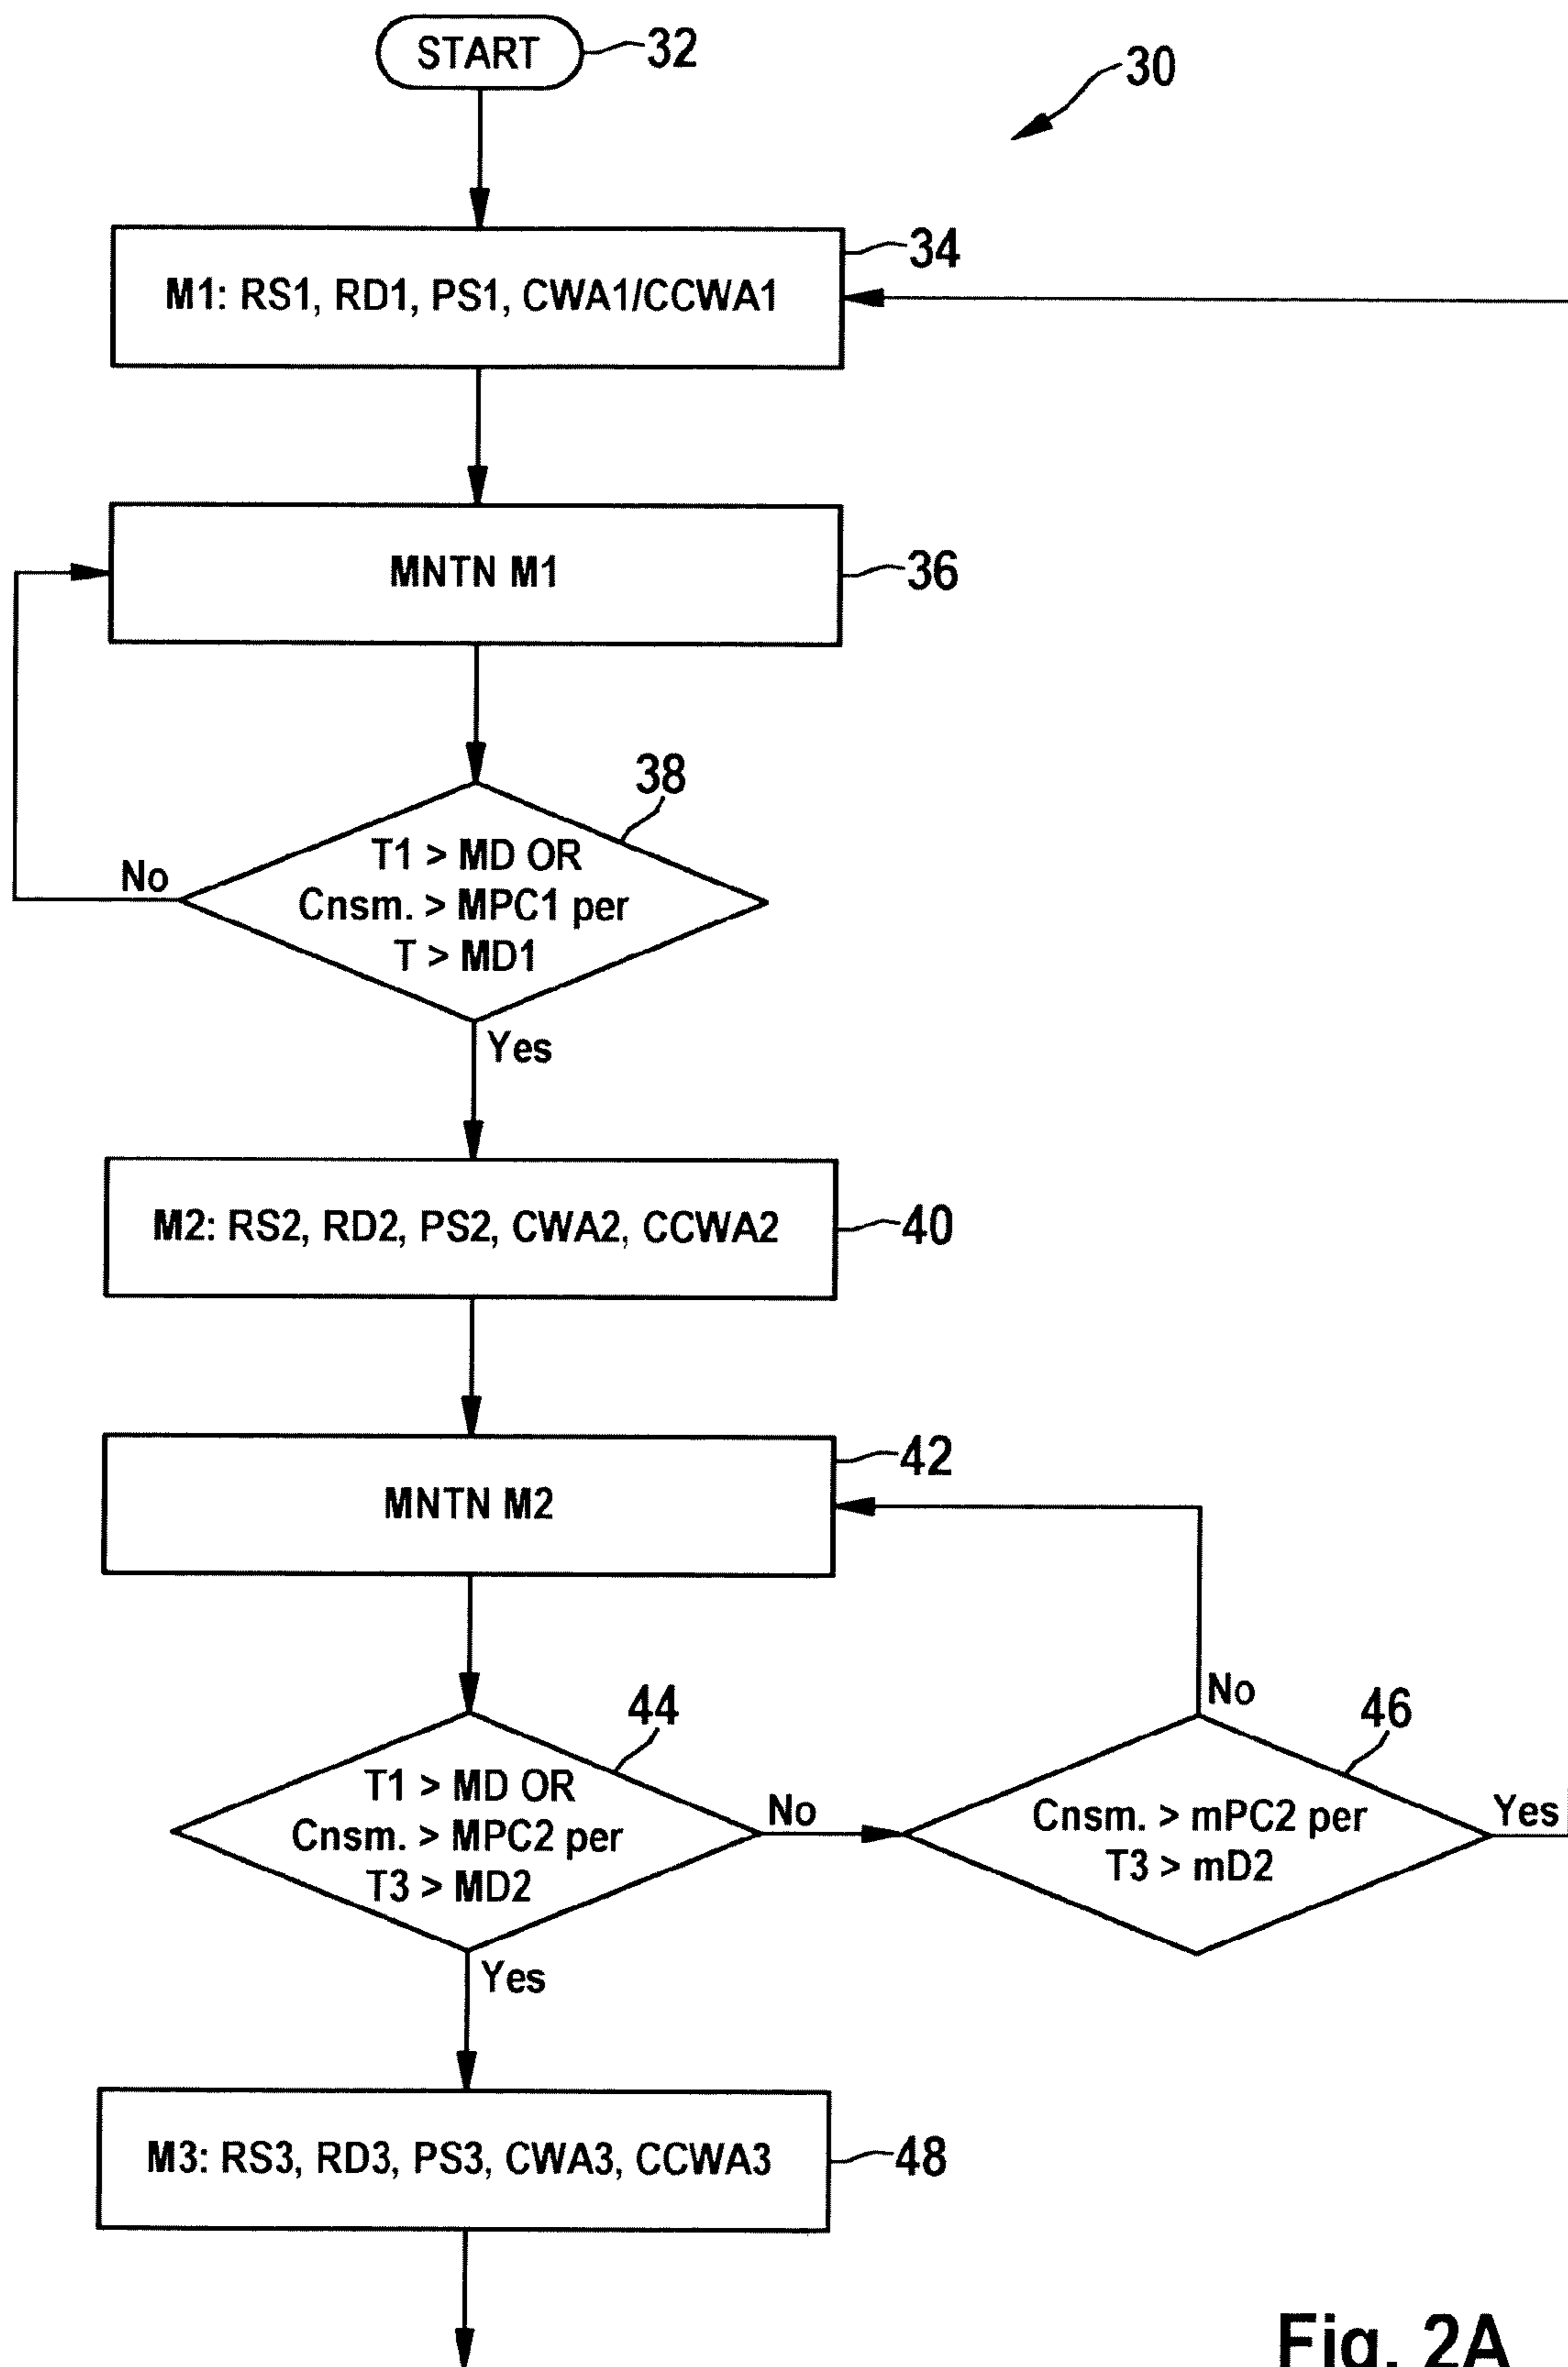 START
32
30
34
M1: RS1, RD1, PS1, CWA1/CCWA1
MNTN M1
36
38
T1 > MD OR
Cnsm. > MPC1 per
T > MD1
No
Yes
M2: RS2, RD2, PS2, CWA2, CCWA2
40
42
MNTN M2
44
T1 > MD OR
Cnsm. > MPC2 per
T3 > MD2
No
No
46
Cnsm. > mPC2 per
T3 > mD2
Yes
Yes
M3: RS3, RD3, PS3, CWA3, CCWA3
48
Fig. 2A